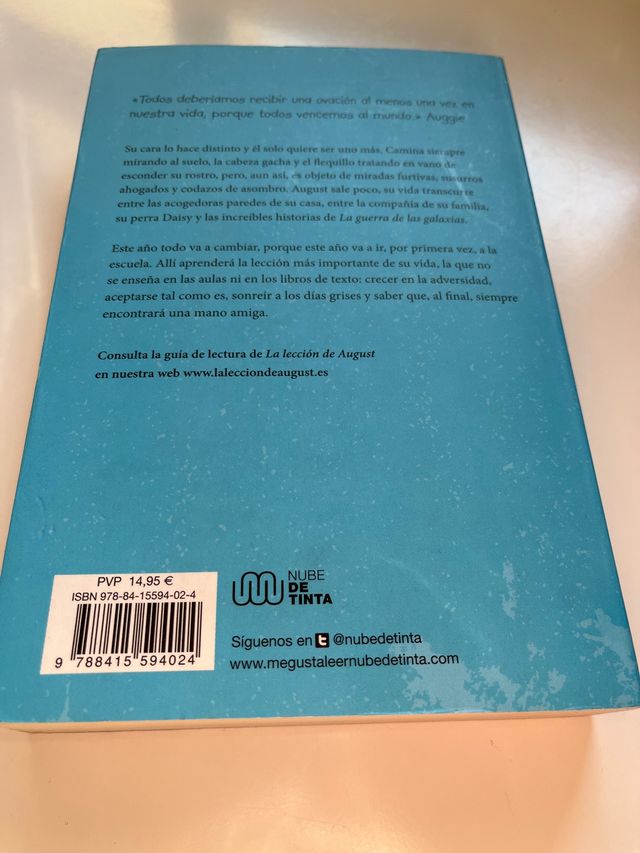 «Todos deberíamos recibir una ovación al menos una vez en
nuestra vida, porque todos vencemos al mundo.» Auggie
Su cara lo hace distinto y él solo quiere ser uno más. Camina siempre
mirando al suelo, la cabeza gacha y el flequillo tratando en vano de
esconder su rostro, pero, aun así, es objeto de miradas furtivas, susurros
ahogados y codazos de asombro. August sale poco, su vida transcurre
entre las acogedoras paredes de su casa, entre la compañía de su familia,
su perra Daisy y las increíbles historias de La guerra de las galaxias.
Este año todo va a cambiar, porque este año va a ir, por primera vez, a la
escuela. Allí aprenderá la lección más importante de su vida, la que no
se enseña en las aulas ni en los libros de texto: crecer en la adversidad,
aceptarse tal como es, sonreír a los días grises y saber que, al final, siempre
encontrará una mano amiga.
Consulta la guía de lectura de La lección de August
en nuestra web www.lalecciondeaugust.es
PVP 14,95 €
ISBN 978-84-15594-02-4
9 788415 594024
NUBE
DE
TINTA
Síguenos en t @nubedetinta
www.megustaleernubedetinta.com